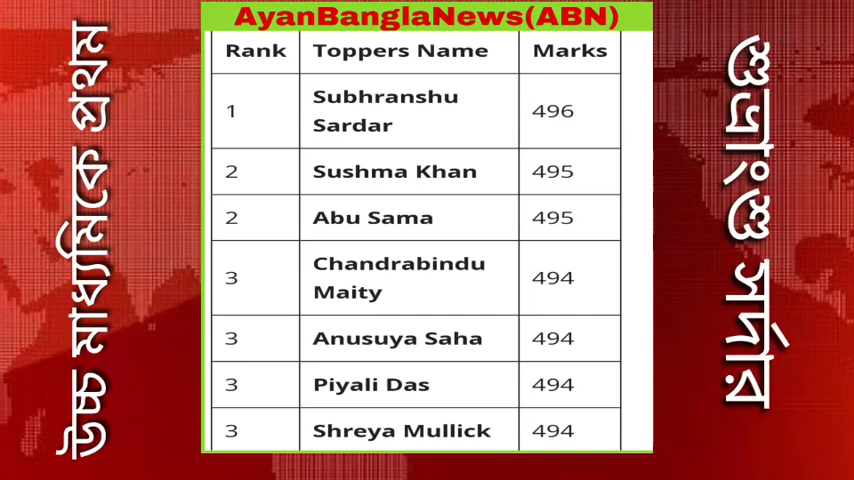 AyanBanglaNews(ABN)
উচ্চ মাধ্যমিকে প্রথম
Rank Toppers Name Marks
1 Subhranshu Sardar 496
2 Sushma Khan 495
2 Abu Sama 495
3 Chandrabindu Maity 494
3 Anusuya Saha 494
3 Piyali Das 494
3 Shreya Mullick 494
শুভ্রাংশু সর্দার